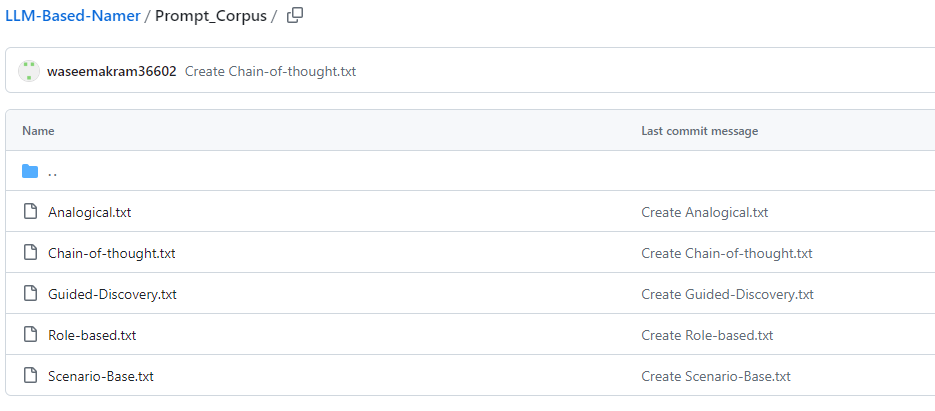 LLM-Based-Namer / Prompt_Corpus /
waseemakram36602 Create Chain-of-thought.txt
Name Last commit message
..
Analogical.txt Create Analogical.txt
Chain-of-thought.txt Create Chain-of-thought.txt
Guided-Discovery.txt Create Guided-Discovery.txt
Role-based.txt Create Role-based.txt
Scenario-Base.txt Create Scenario-Base.txt